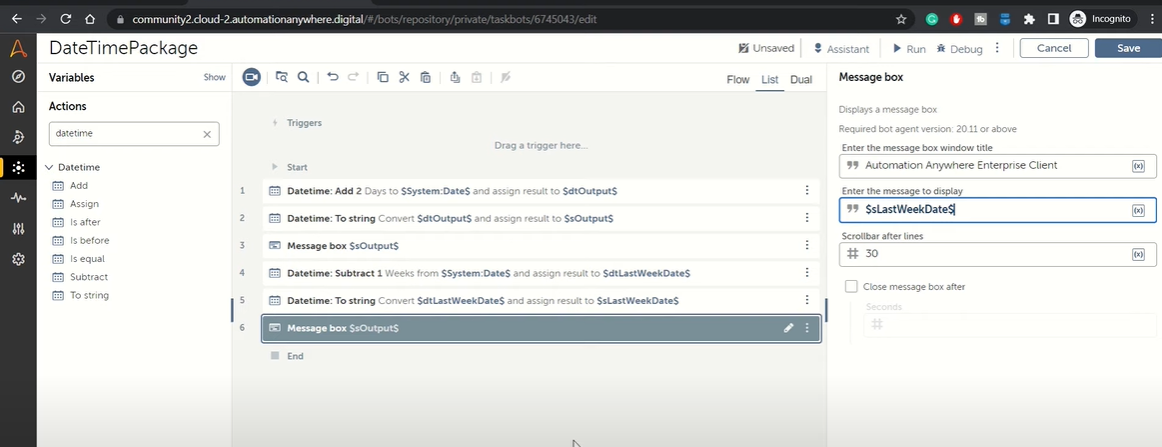 community2.cloud-2.automationanywhere.digital/#/bots/repository/private/taskbots/6745043/edit
Incognito
DateTimePackage
Unsaved
Assistant
Run
Debug
Cancel
Save
Variables
Show
Flow
List
Dual
Message box
Actions
datetime
Datetime
Add
Assign
Is after
Is before
Is equal
Subtract
To string
Triggers
Drag a trigger here...
Start
1 Datetime: Add 2 Days to $System:Date$ and assign result to $dtOutput$
2 Datetime: To string Convert $dtOutput$ and assign result to $sOutput$
3 Message box $sOutput$
4 Datetime: Subtract 1 Weeks from $System:Date$ and assign result to $dtLastWeekDate$
5 Datetime: To string Convert $dtLastWeekDate$ and assign result to $sLastWeekDate$
6 Message box $sOutput$
End
Displays a message box
Required bot agent version: 20.11 or above
Enter the message box window title
Automation Anywhere Enterprise Client
(x)
Enter the message to display
$sLastWeekDate$
(x)
Scrollbar after lines
# 30
(x)
Close message box after
Seconds
#